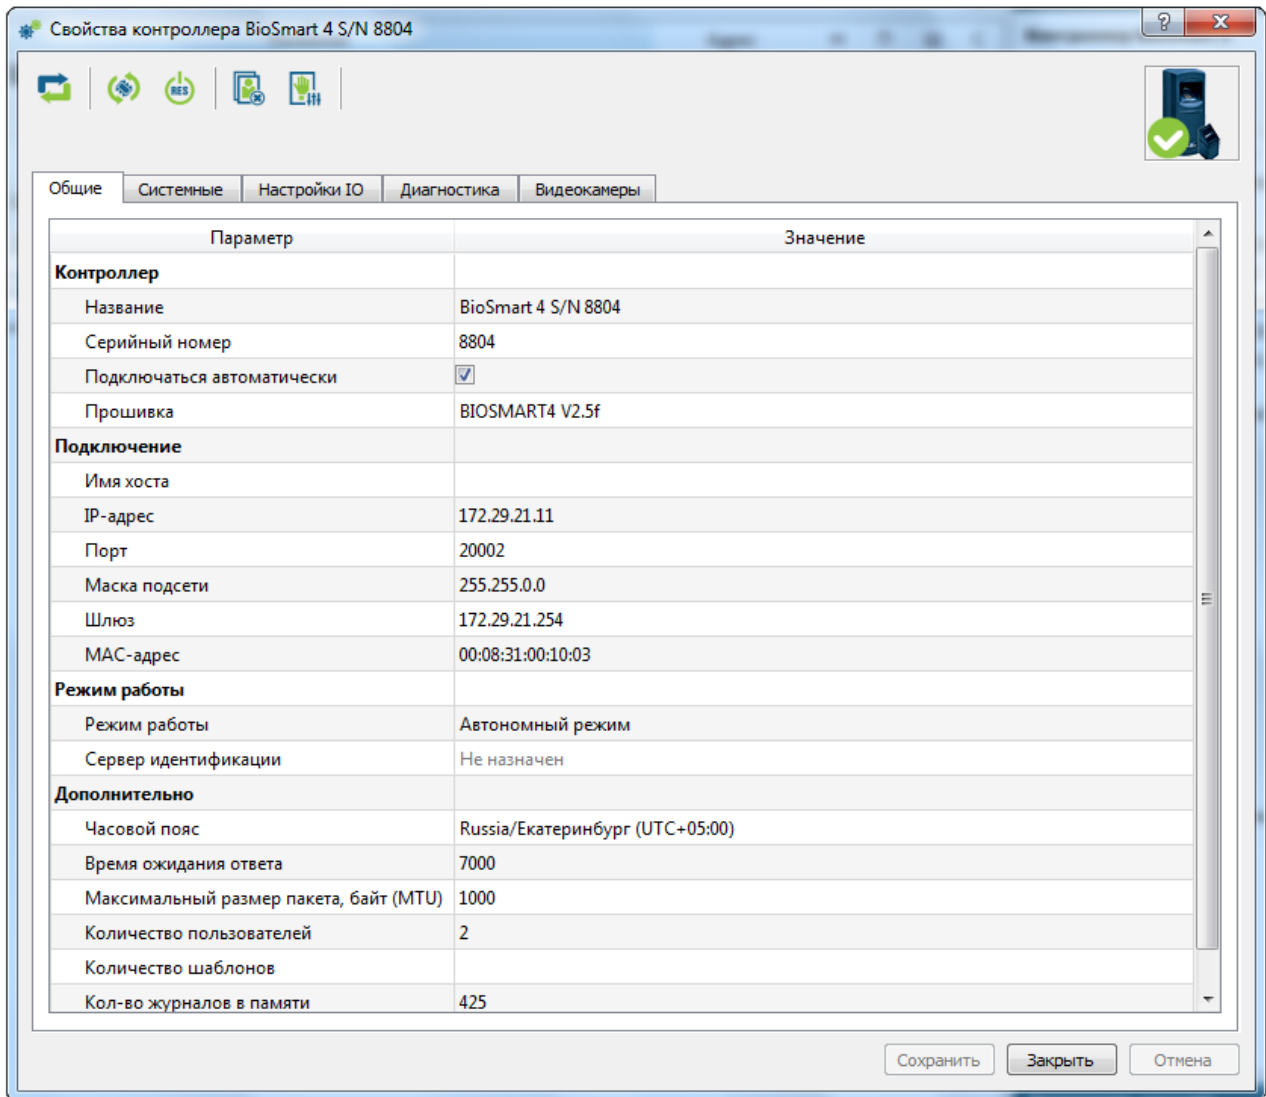 Свойства контроллера BioSmart 4 S/N 8804
RES
Общие Системные Настройки IO Диагностика Видеокамеры
Параметр Значение
Контроллер
Название BioSmart 4 S/N 8804
Серийный номер 8804
Подключаться автоматически
Прошивка BIOSMART4 V2.5f
Подключение
Имя хоста
IP-адрес 172.29.21.11
Порт 20002
Маска подсети 255.255.0.0
Шлюз 172.29.21.254
MAC-адрес 00:08:31:00:10:03
Режим работы
Режим работы Автономный режим
Сервер идентификации Не назначен
Дополнительно
Часовой пояс Russia/Екатеринбург (UTC+05:00)
Время ожидания ответа 7000
Максимальный размер пакета, байт (MTU) 1000
Количество пользователей 2
Количество шаблонов
Кол-во журналов в памяти 425
Сохранить Закрыть Отмена